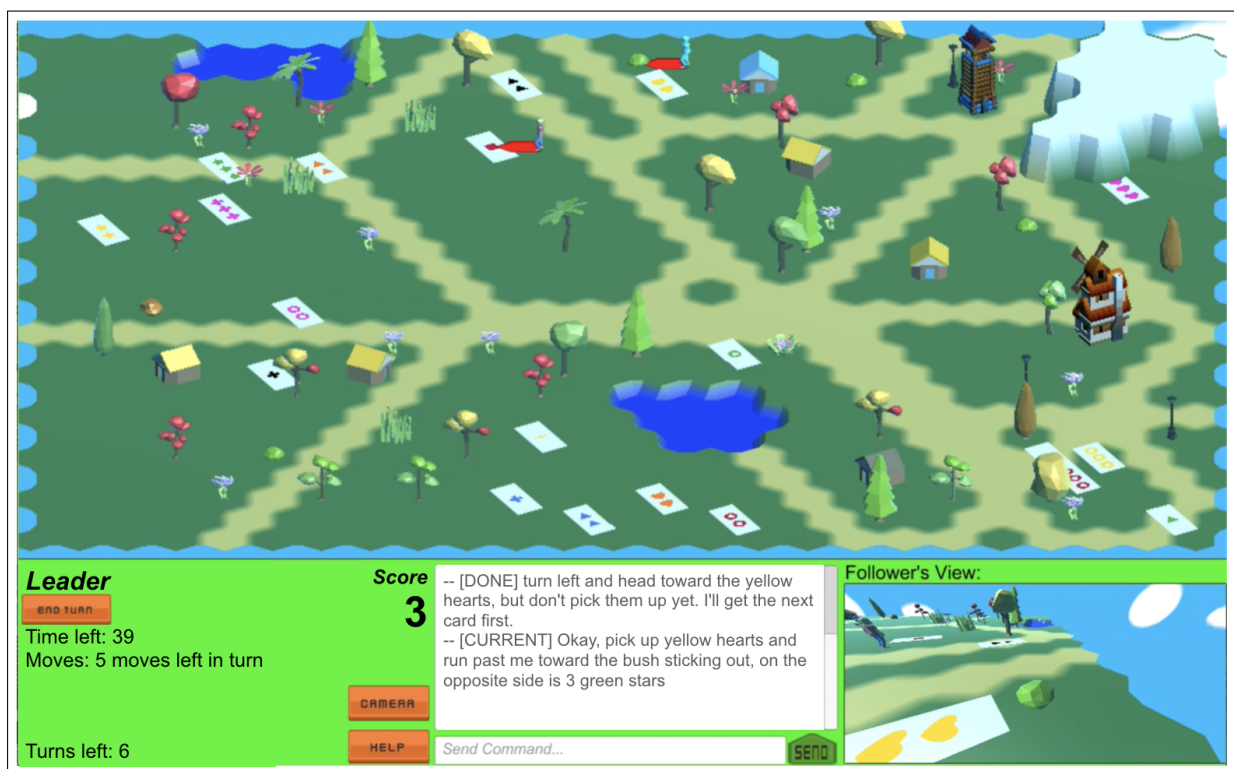 Leader
END TURN
Time left: 39
Moves: 5 moves left in turn
Turns left: 6
Score
3
CAMERA
HELP
-- [DONE] turn left and head toward the yellow
hearts, but don't pick them up yet. I'll get the next
card first.
-- [CURRENT] Okay, pick up yellow hearts and
run past me toward the bush sticking out, on the
opposite side is 3 green stars
Send Command...
SEND
Follower's View: